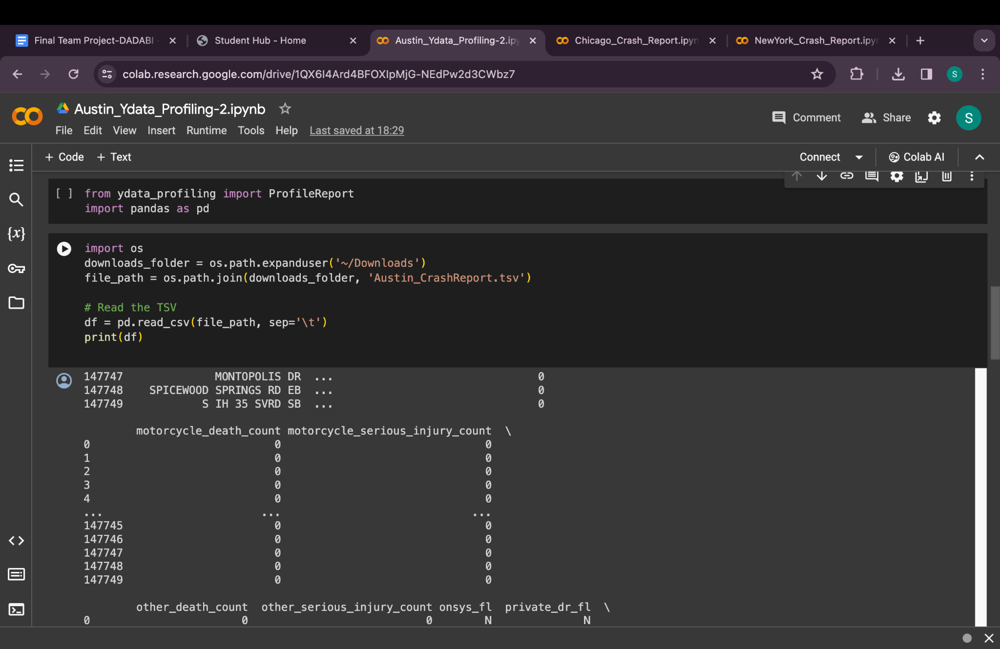 Final Team Project-DADABI
Student Hub - Home
Austin_Ydata_Profiling-2.ipy
Chicago_Crash_Report.ipyn
NewYork_Crash_Report.ipyr
colab.research.google.com/drive/1QX6I4Ard4BFOXIpMjG-NEdPw2d3CWbz7
S
Austin_Ydata_Profiling-2.ipynb
Comment Share S
File Edit View Insert Runtime Tools Help Last saved at 18:29
+ Code + Text Connect Colab AI
[ ] from ydata_profiling import ProfileReport
import pandas as pd
{x}
import os
downloads_folder = os.path.expanduser('~/Downloads')
file_path = os.path.join(downloads_folder, 'Austin_CrashReport.tsv')
# Read the TSV
df = pd.read_csv(file_path, sep='\t')
print(df)
147747 MONTOPOLIS DR ... 0
147748 SPICEWOOD SPRINGS RD EB ... 0
147749 S IH 35 SVRD SB ... 0
motorcycle_death_count motorcycle_serious_injury_count \
0 0 0
1 0 0
2 0 0
3 0 0
4 0 0
... ... ...
147745 0 0
147746 0 0
147747 0 0
147748 0 0
147749 0 0
other_death_count other_serious_injury_count onsys_fl private_dr_fl \
0 0 0 N N